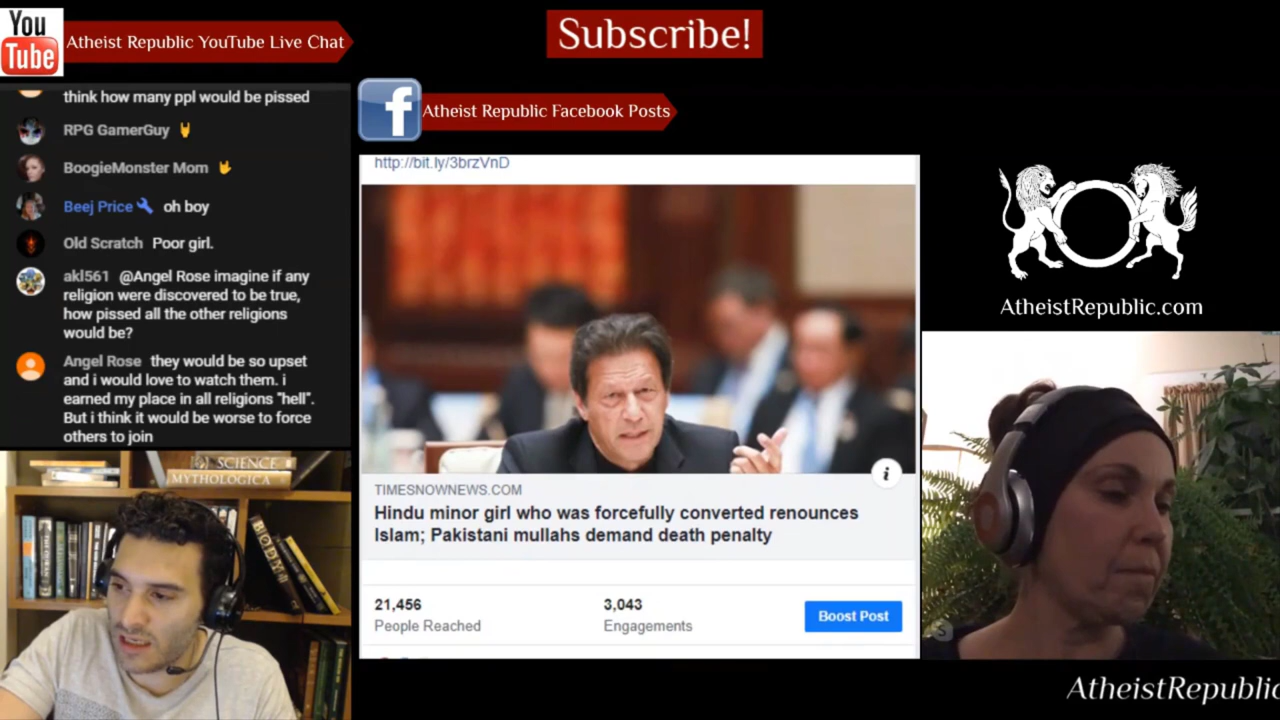 You
Tube
Atheist Republic YouTube Live Chat
Subscribe!
think how many ppl would be pissed
RPG GamerGuy
BoogieMonster Mom
Beej Price oh boy
Old Scratch Poor girl.
akl561 @Angel Rose imagine if any
religion were discovered to be true,
how pissed all the other religions
would be?
Angel Rose they would be so upset
and i would love to watch them. i
earned my place in all religions "hell".
But i think it would be worse to force
others to join
f
Atheist Republic Facebook Posts
http://bit.ly/3brzVnD
i
TIMESNOWNEWS.COM
Hindu minor girl who was forcefully converted renounces
Islam; Pakistani mullahs demand death penalty
21,456
3,043
People Reached
Engagements
Boost Post
AtheistRepublic.com
SCIENCE
MYTHOLOGICA
AtheistRepublic